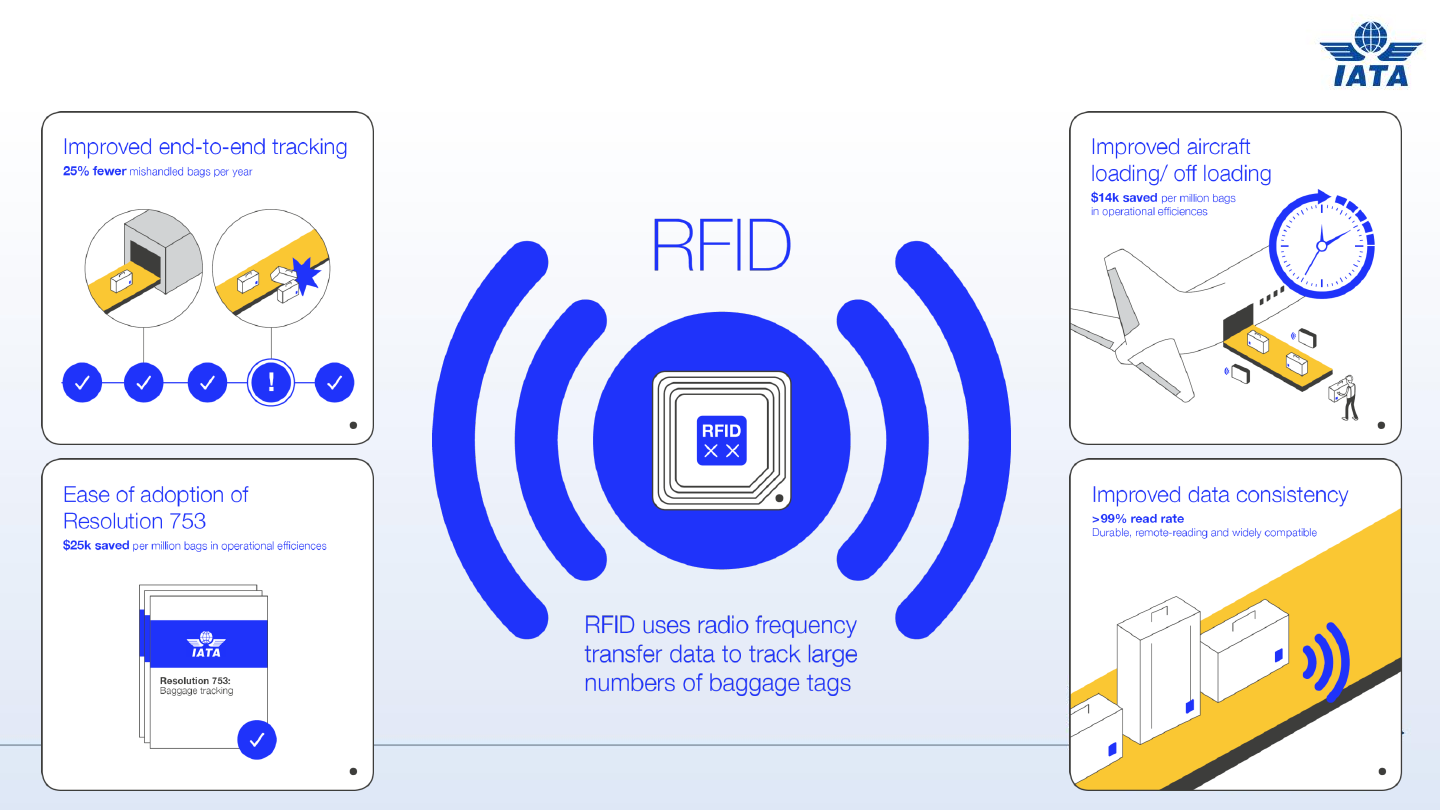 IATA
Improved end-to-end tracking
25% fewer mishandled bags per year
!
Ease of adoption of
Resolution 753
$25k saved per million bags in operational efficiences
IATA
Resolution 753:
Baggage tracking
RFID
RFID
RFID uses radio frequency
transfer data to track large
numbers of baggage tags
Improved aircraft
loading/ off loading
$14k saved per million bags
in operational efficiences
Improved data consistency
>99% read rate
Durable, remote-reading and widely compatible